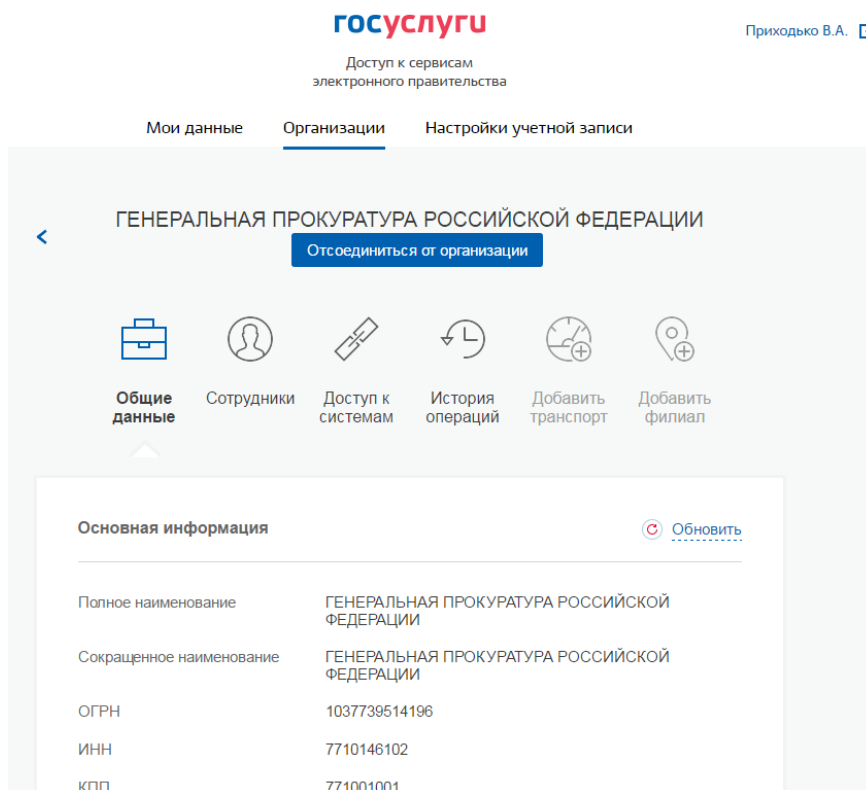 госуслуги
Приходько В.А.
Доступ к сервисам
электронного правительства
Мои данные Организации Настройки учетной записи
ГЕНЕРАЛЬНАЯ ПРОКУРАТУРА РОССИЙСКОЙ ФЕДЕРАЦИИ
Отсоединиться от организации
Общие данные
Сотрудники
Доступ к системам
История операций
Добавить транспорт
Добавить филиал
Основная информация Обновить
Полное наименование ГЕНЕРАЛЬНАЯ ПРОКУРАТУРА РОССИЙСКОЙ
ФЕДЕРАЦИИ
Сокращенное наименование ГЕНЕРАЛЬНАЯ ПРОКУРАТУРА РОССИЙСКОЙ
ФЕДЕРАЦИИ
ОГРН 1037739514196
ИНН 7710146102
КПП 771001001